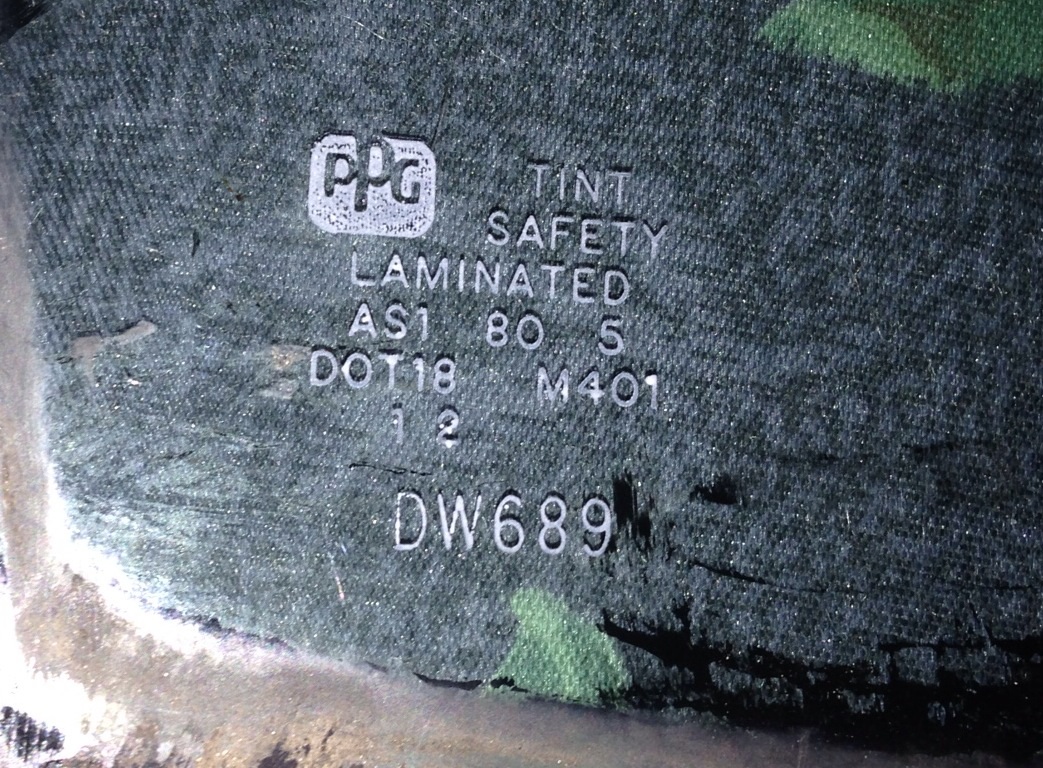 PPG TINT
SAFETY
LAMINATED
AS1 80 5
DOT18 M401
1 2
DW689